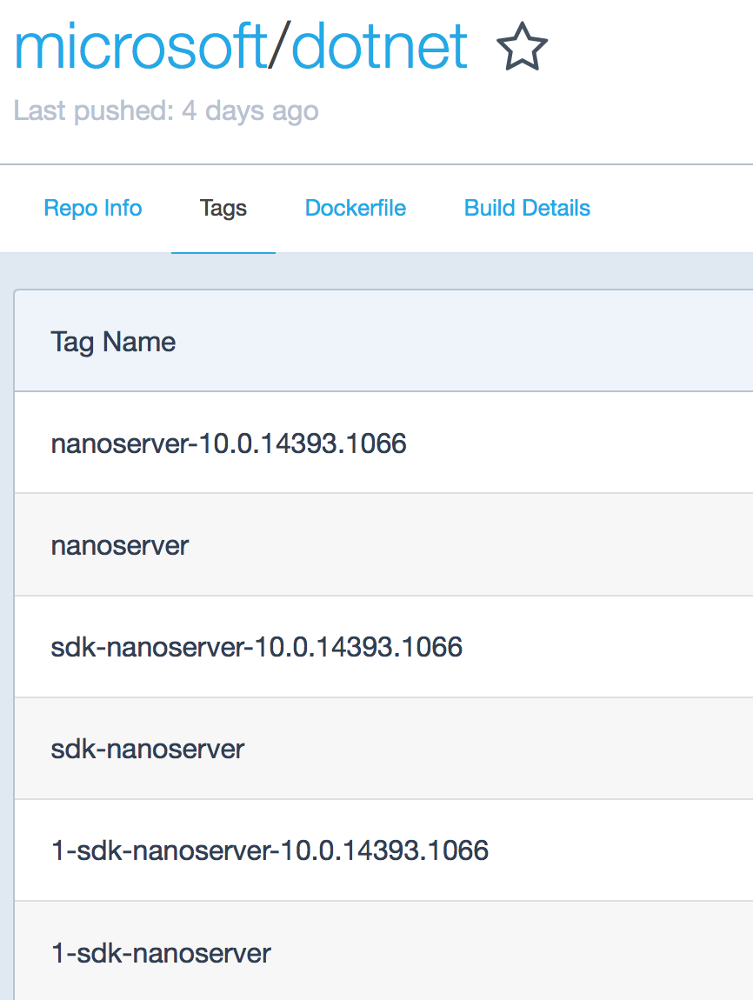 microsoft/dotnet
Last pushed: 4 days ago
Repo Info Tags Dockerfile Build Details
Tag Name
nanoserver-10.0.14393.1066
nanoserver
sdk-nanoserver-10.0.14393.1066
sdk-nanoserver
1-sdk-nanoserver-10.0.14393.1066
1-sdk-nanoserver